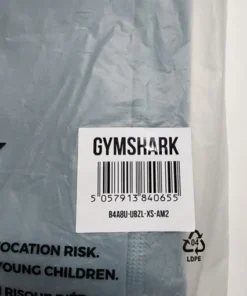 GYMSHARK
5 057913 840655
B4A8U-UBZL-XS-AM2
04
LDPE
OCATION RISK.
YOUNG CHILDREN.